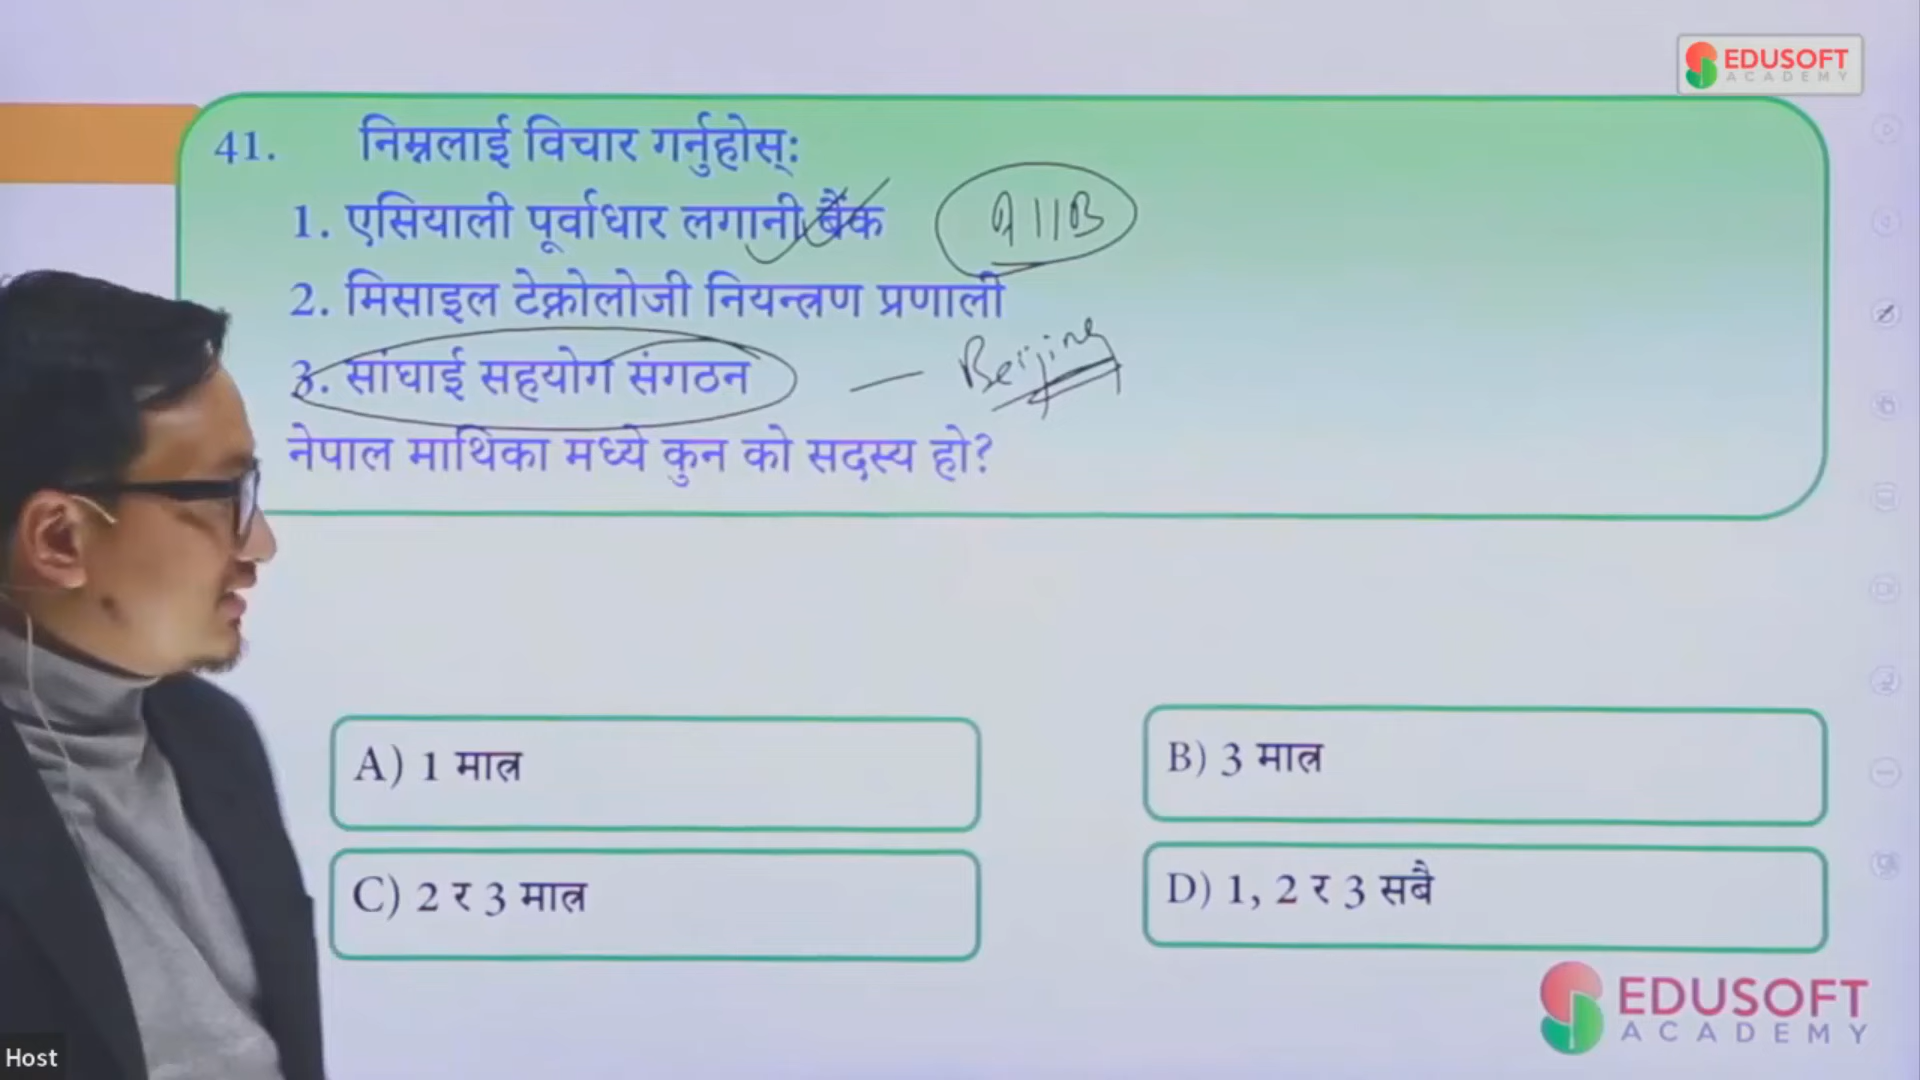 EDUSOFT
ACADEMY
41. निम्नलाई विचार गर्नुहोस्:
1. एसियाली पूर्वाधार लगानी बैंक
AIIB
2. मिसाइल टेक्नोलोजी नियन्त्रण प्रणाली
3. सांघाई सहयोग संगठन
— Beijing
नेपाल माथिका मध्ये कुन को सदस्य हो?
A) 1 मात्र
B) 3 मात्र
C) 2 र 3 मात्र
D) 1, 2 र 3 सबै
EDUSOFT
ACADEMY
Host